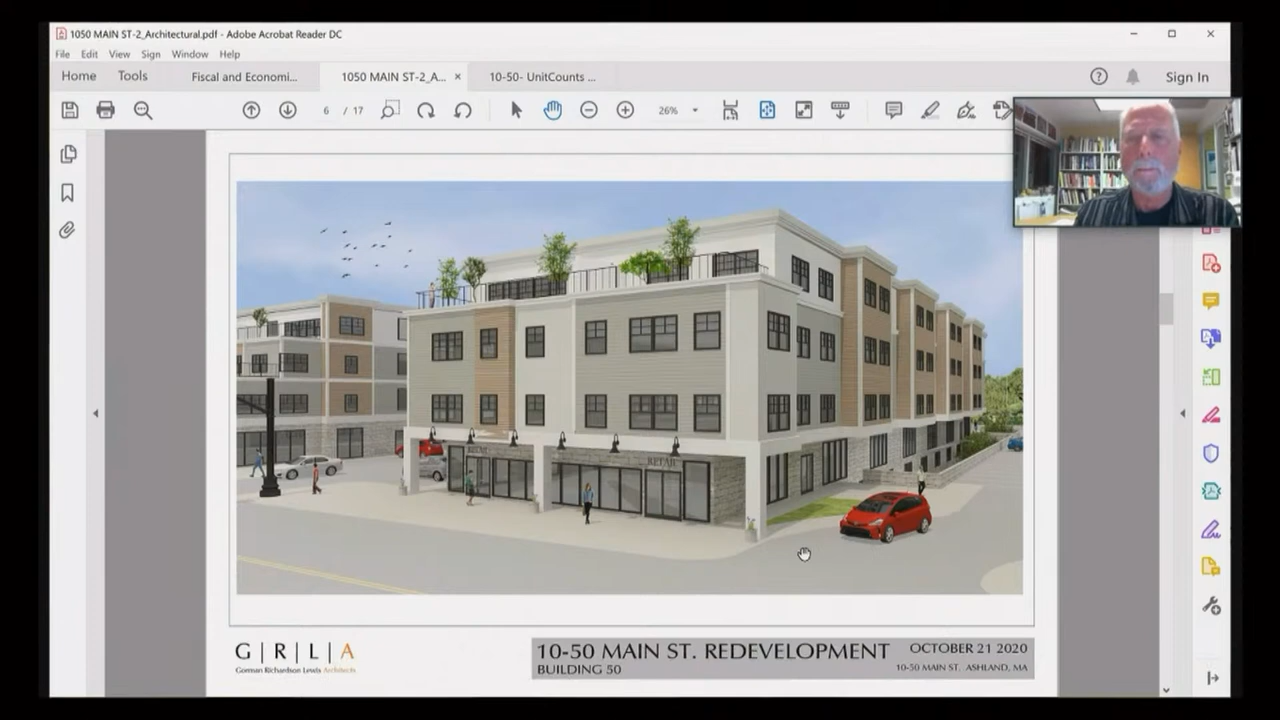 1050 MAIN ST-2_Architectural.pdf - Adobe Acrobat Reader DC
File Edit View Sign Window Help
Home Tools Fiscal and Economi... 1050 MAIN ST-2_A... × 10-50- UnitCounts ... Sign In
6 / 17 26%
RETAIL
RETAIL
G|R|L|A
Gorman Richardson Lewis Architects
10-50 MAIN ST. REDEVELOPMENT
BUILDING 50
OCTOBER 21 2020
10-50 MAIN ST. ASHLAND, MA